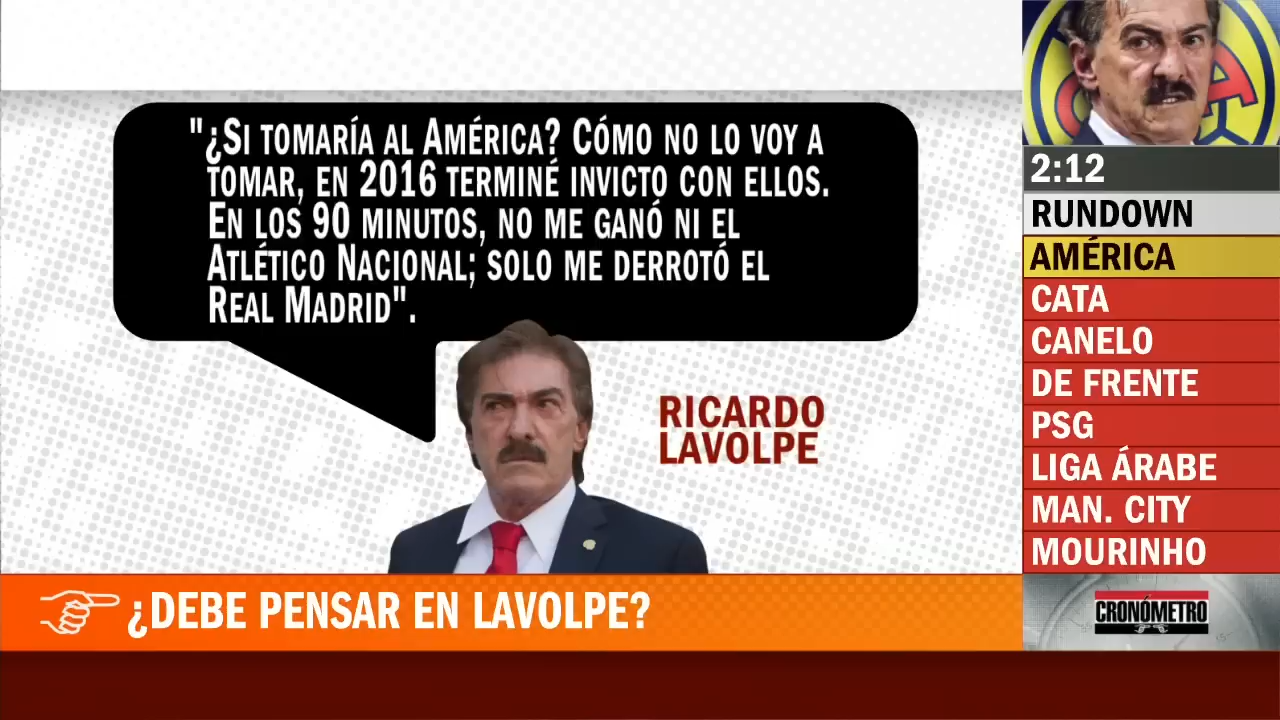 "¿SI TOMARÍA AL AMÉRICA? CÓMO NO LO VOY A
TOMAR, EN 2016 TERMINÉ INVICTO CON ELLOS.
EN LOS 90 MINUTOS, NO ME GANÓ NI EL
ATLÉTICO NACIONAL; SOLO ME DERROTÓ EL
REAL MADRID".
RICARDO
LAVOLPE
¿DEBE PENSAR EN LAVOLPE?
2:12
RUNDOWN
AMÉRICA
CATA
CANELO
DE FRENTE
PSG
LIGA ÁRABE
MAN. CITY
MOURINHO
CRONÓMETRO